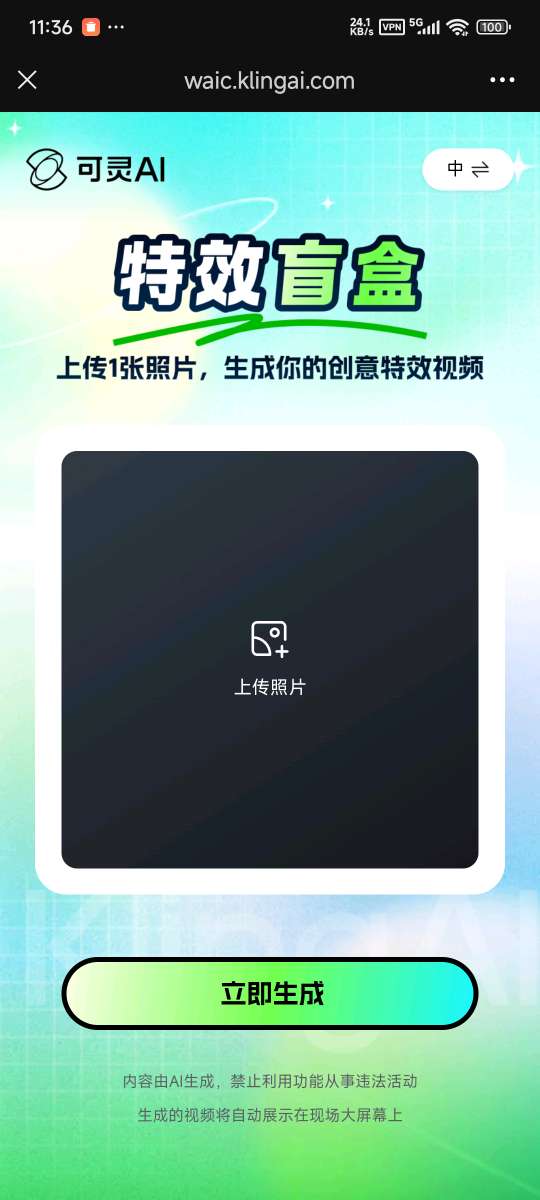 11:36
24.1 KB/s VPN 5G 100
waic.klingai.com
可灵AI
中
特效盲盒
上传1张照片，生成你的创意特效视频
上传照片
KlingAI
立即生成
内容由AI生成，禁止利用功能从事违法活动
生成的视频将自动展示在现场大屏幕上